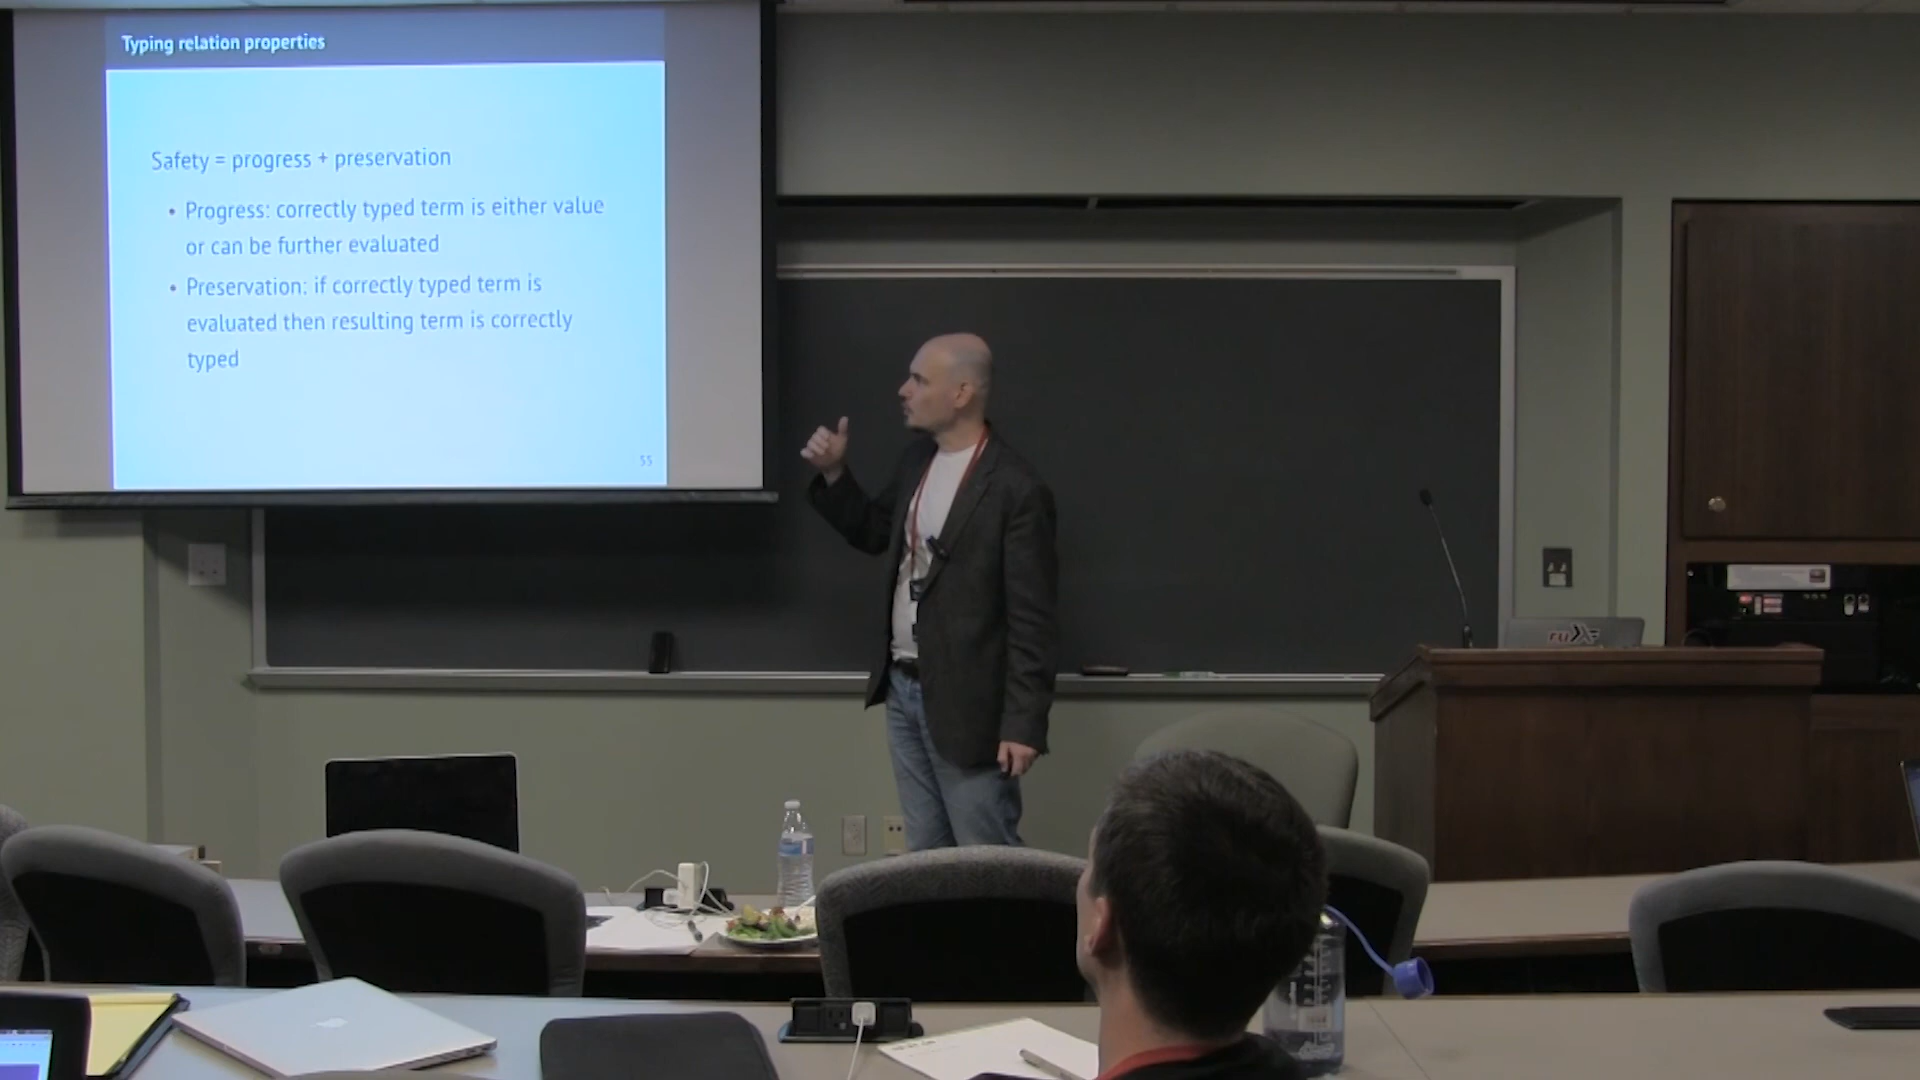 Typing relation properties
Safety = progress + preservation
• Progress: correctly typed term is either value
or can be further evaluated
• Preservation: if correctly typed term is
evaluated then resulting term is correctly
typed
55